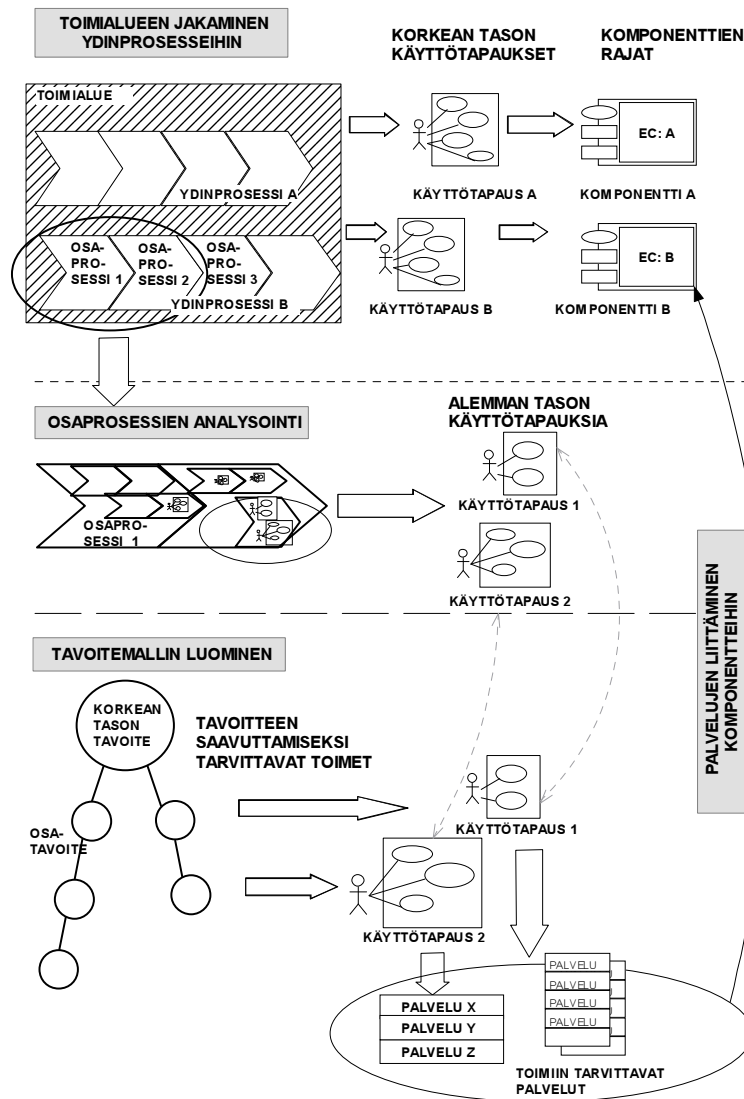 TOIMIALUEEN JAKAMINEN
YDINPROSESSEIHIN
KORKEAN TASON
KÄYTTÖTAPAUKSET
KOMPONENTTIEN
RAJAT
TOIMIALUE
YDINPROSESSI A
KÄYTTÖTAPAUS A
EC: A
KOMPONENTTI A
OSA-
PRO-
SESSI 1
OSA-
PRO-
SESSI 2
OSA-
PRO-
SESSI 3
YDINPROSESSI B
KÄYTTÖTAPAUS B
EC: B
KOMPONENTTI B
OSAPROSESSIEN ANALYSOINTI
ALEMMAN TASON
KÄYTTÖTAPAUKSIA
OSAPRO-
SESSI 1
KÄYTTÖTAPAUS 1
KÄYTTÖTAPAUS 2
PALVELUJEN LIITTÄMINEN
KOMPONENTTEIHIN
TAVOITEMALLIN LUOMINEN
KORKEAN
TASON
TAVOITE
TAVOITTEEN
SAAVUTTAMISEKSI
TARVITTAVAT TOIMET
OSA-
TAVOITE
KÄYTTÖTAPAUS 1
KÄYTTÖTAPAUS 2
PALVELU X
PALVELU Y
PALVELU Z
PALVELU
PALVELU
PALVELU
PALVELU
TOIMIIN TARVITTAVAT
PALVELUT